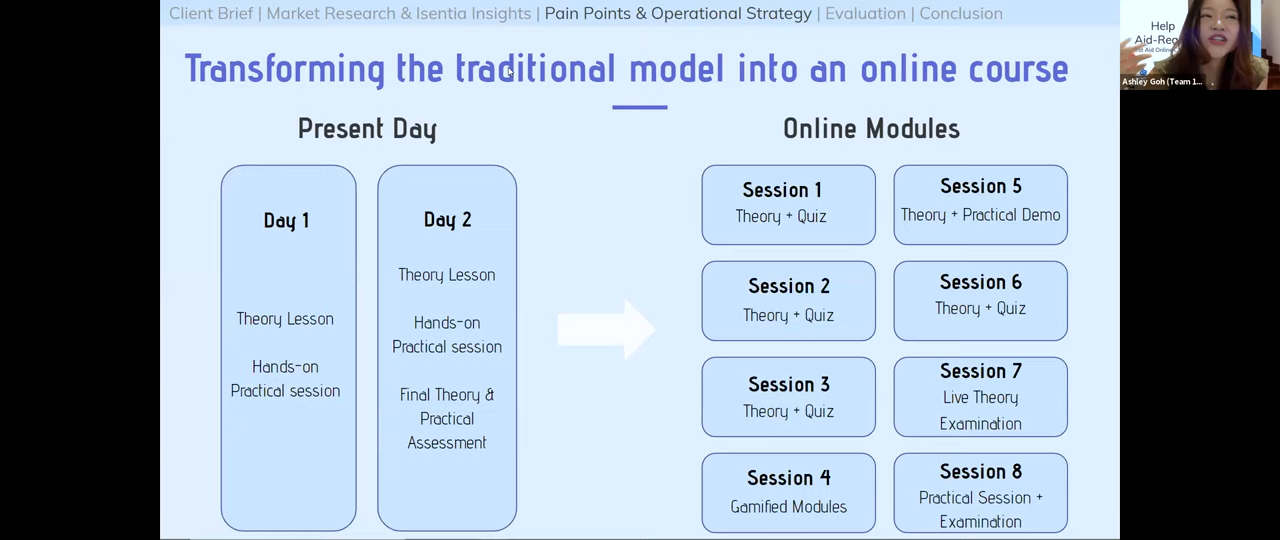 Client Brief | Market Research & Isentia Insights | Pain Points & Operational Strategy | Evaluation | Conclusion
Transforming the traditional model into an online course
Present Day
Day 1
Theory Lesson
Hands-on
Practical session
Day 2
Theory Lesson
Hands-on
Practical session
Final Theory &
Practical
Assessment
Online Modules
Session 1
Theory + Quiz
Session 2
Theory + Quiz
Session 3
Theory + Quiz
Session 4
Gamified Modules
Session 5
Theory + Practical Demo
Session 6
Theory + Quiz
Session 7
Live Theory
Examination
Session 8
Practical Session +
Examination
Help
Aid-Rea
Aid Online
Ashley Goh (Team 1...